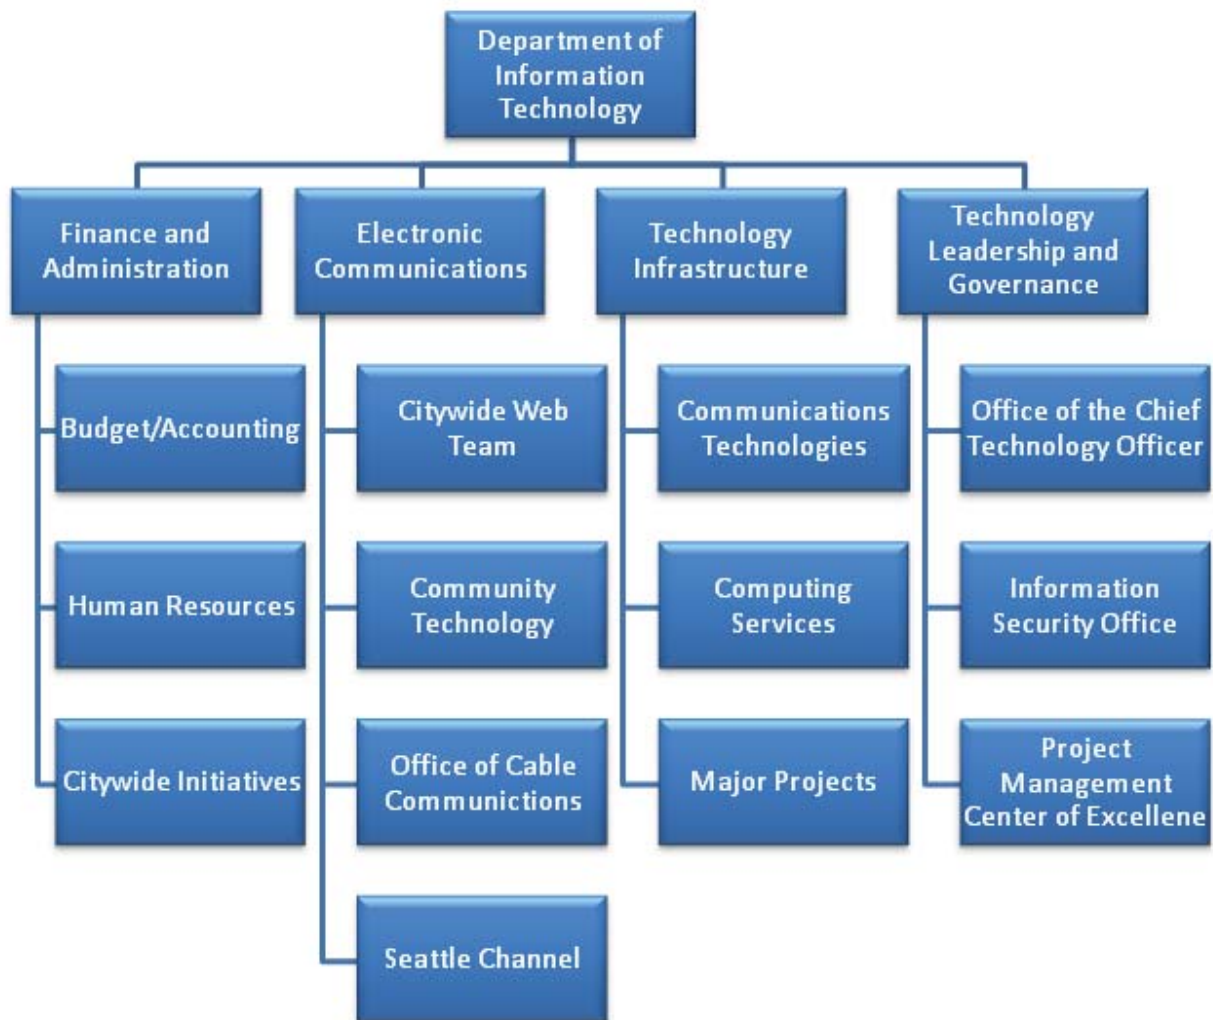 Department of
Information
Technology
Finance and
Administration
Electronic
Communications
Technology
Infrastructure
Technology
Leadership and
Governance
Budget/Accounting
Human Resources
Citywide Initiatives
Citywide Web
Team
Community
Technology
Office of Cable
Communictions
Seattle Channel
Communications
Technologies
Computing
Services
Major Projects
Office of the Chief
Technology Officer
Information
Security Office
Project
Management
Center of Excellene